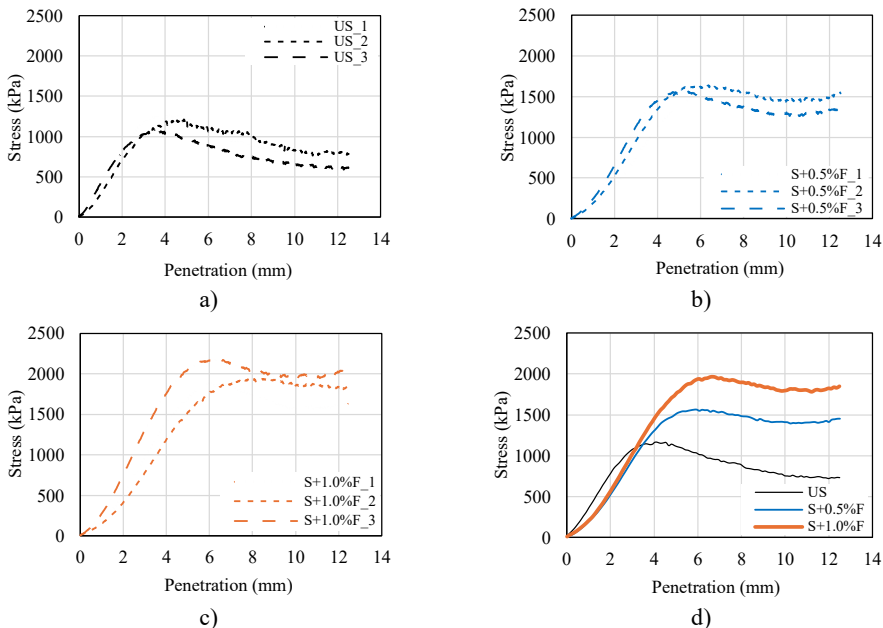 2500
2000
1500
1000
500
0
Stress (kPa)
US_1
US_2
US_3
0 2 4 6 8 10 12 14
Penetration (mm)
a)
2500
2000
1500
1000
500
0
Stress (kPa)
S+0.5%F_1
S+0.5%F_2
S+0.5%F_3
0 2 4 6 8 10 12 14
Penetration (mm)
b)
2500
2000
1500
1000
500
0
Stress (kPa)
S+1.0%F_1
S+1.0%F_2
S+1.0%F_3
0 2 4 6 8 10 12 14
Penetration (mm)
c)
2500
2000
1500
1000
500
0
Stress (kPa)
US
S+0.5%F
S+1.0%F
0 2 4 6 8 10 12 14
Penetration (mm)
d)